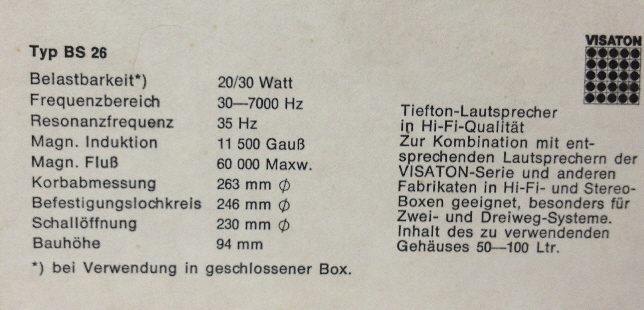 VISATON
Typ BS 26
Belastbarkeit*) 20/30 Watt
Frequenzbereich 30—7000 Hz
Resonanzfrequenz 35 Hz
Magn. Induktion 11 500 Gauß
Magn. Fluß 60 000 Maxw.
Korbabmessung 263 mm ϕ
Befestigungslochkreis 246 mm ϕ
Schallöffnung 230 mm ϕ
Bauhöhe 94 mm
*) bei Verwendung in geschlossener Box.
Tiefton-Lautsprecher
in Hi-Fi-Qualität
Zur Kombination mit ent-
sprechenden Lautsprechern der
VISATON-Serie und anderen
Fabrikaten in Hi-Fi- und Stereo-
Boxen geeignet, besonders für
Zwei- und Dreiweg-Systeme.
Inhalt des zu verwendenden
Gehäuses 50—100 Ltr.